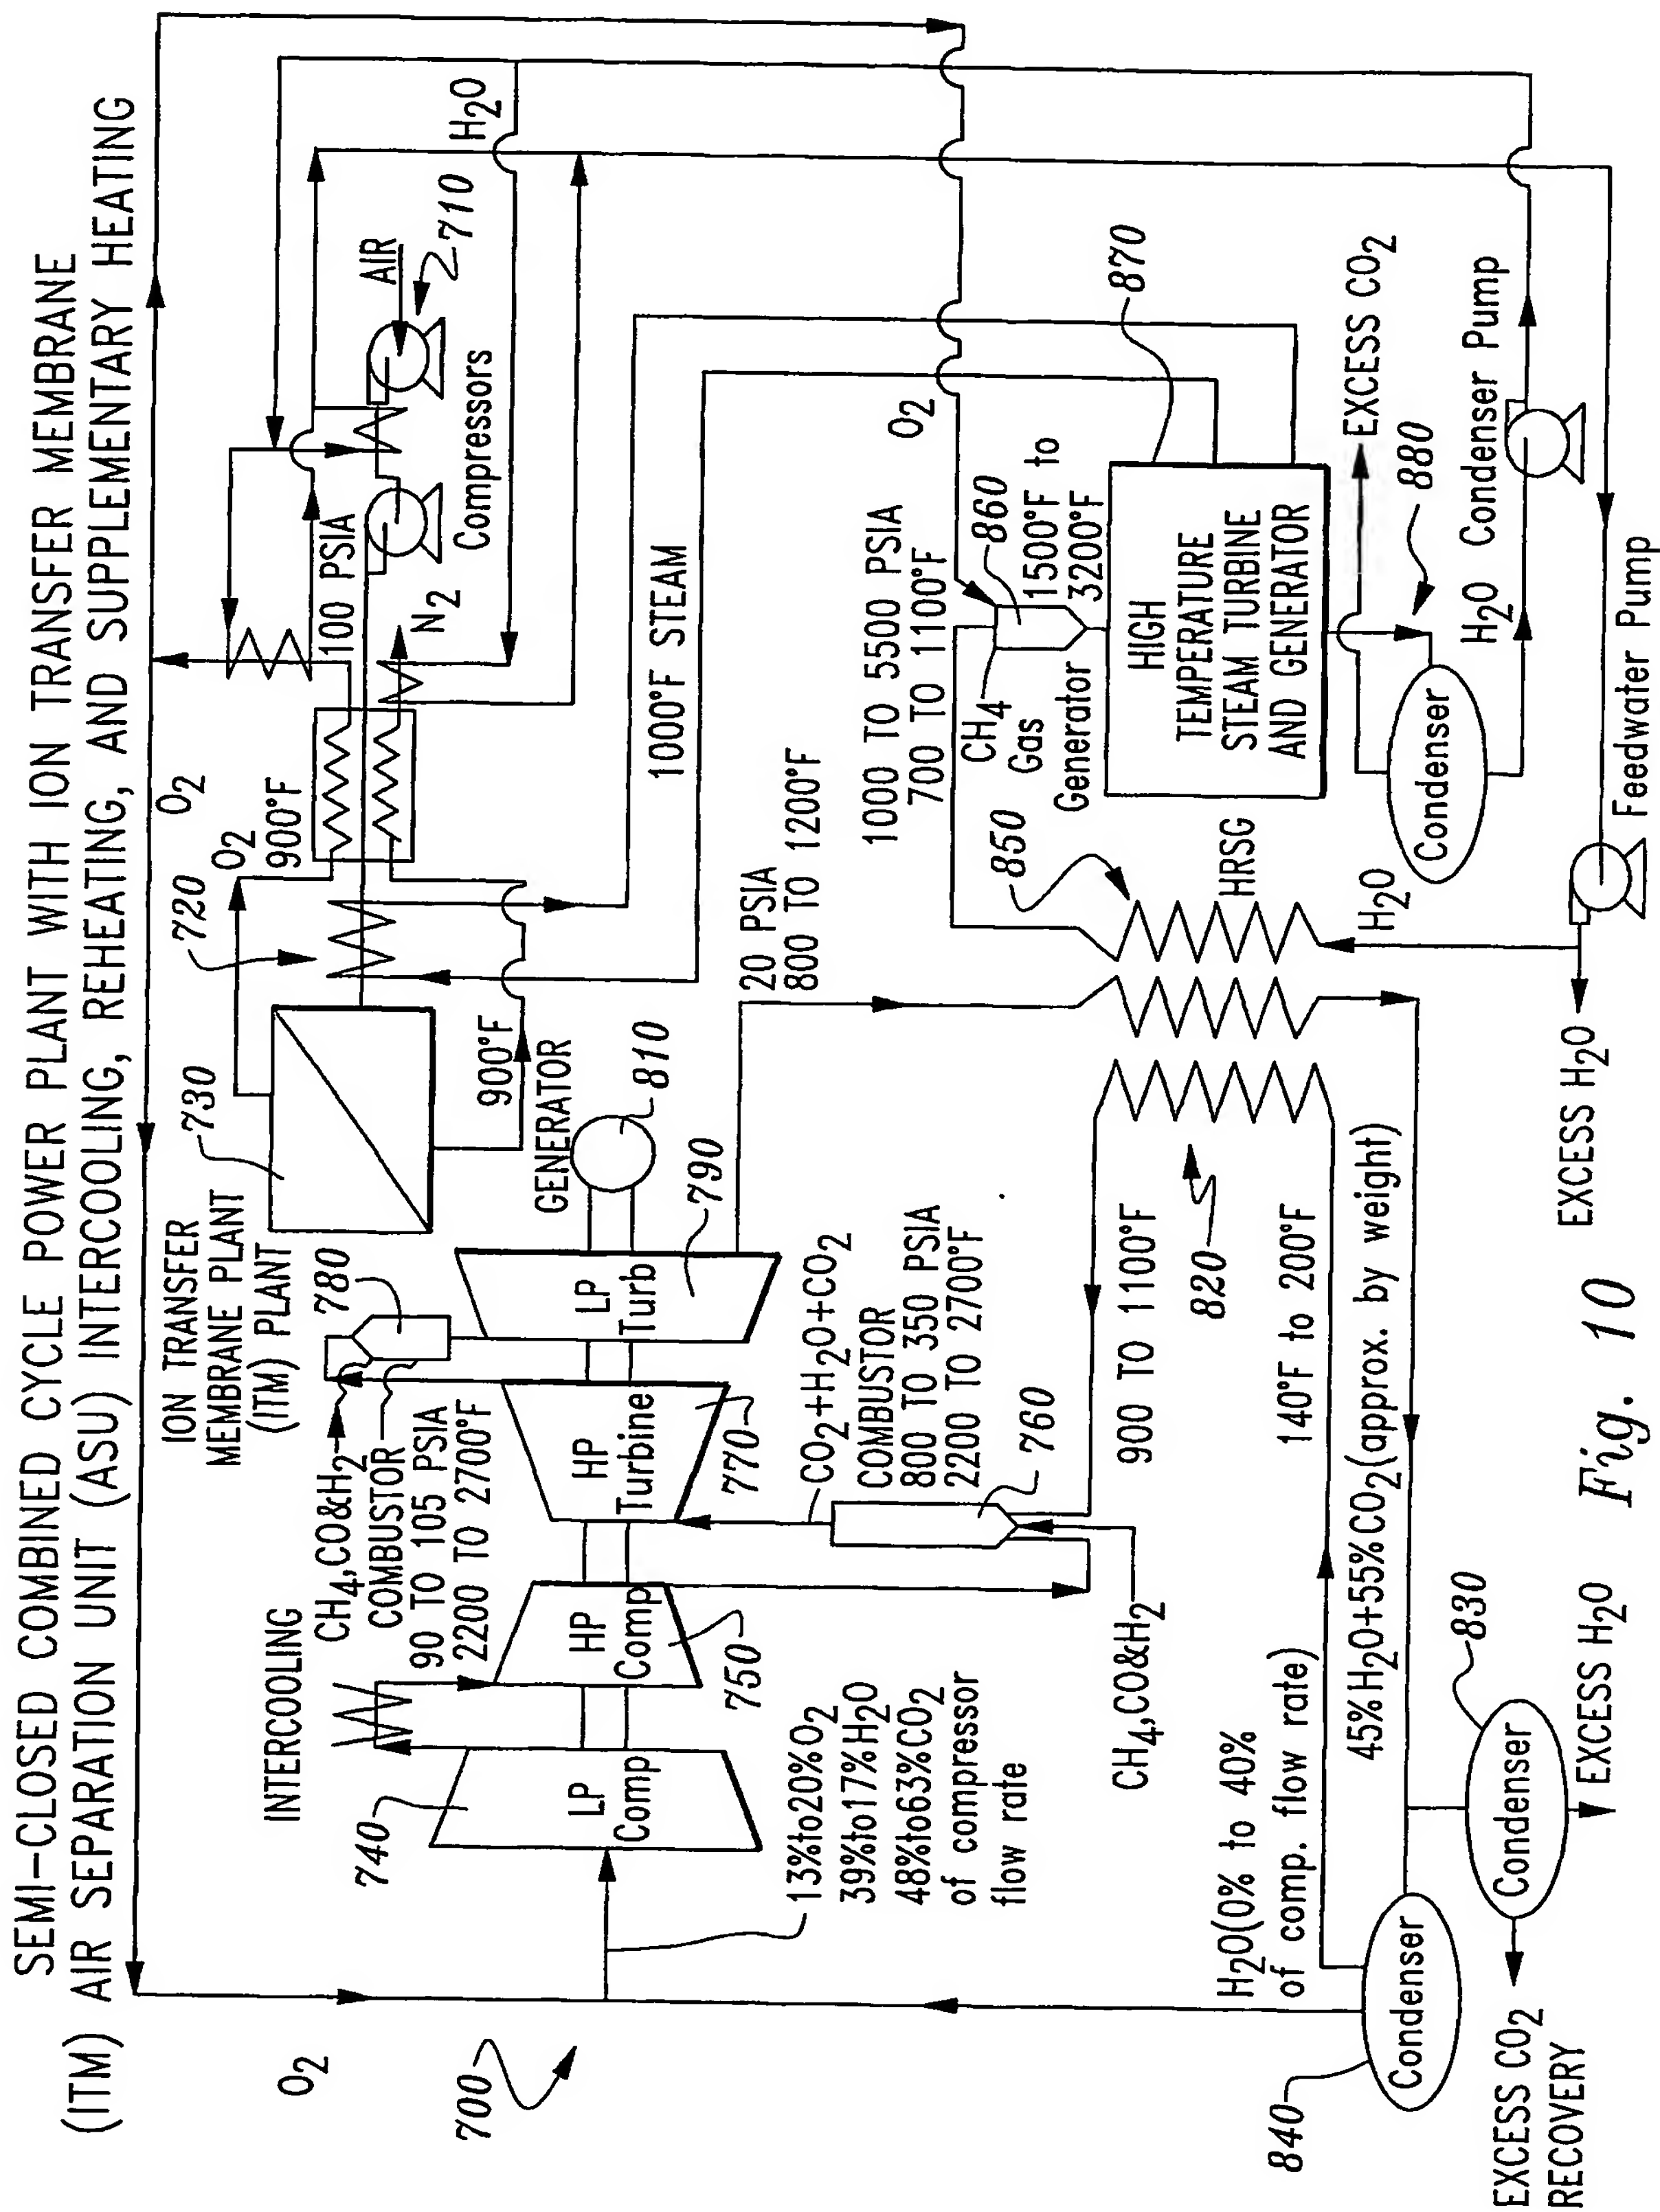 SEMI-CLOSED COMBINED CYCLE POWER PLANT WITH ION TRANSFER MEMBRANE
(ITM) AIR SEPARATION UNIT (ASU) INTERCOOLING, REHEATING, AND SUPPLEMENTARY HEATING
O2
O2
O2
900°F
720
730
ION TRANSFER
MEMBRANE PLANT
(ITM) PLANT
100 PSIA
N2
AIR
710
H2O
Compressors
900°F
1000°F STEAM
GENERATOR
810
780
CH4,CO&H2
COMBUSTOR
90 TO 105 PSIA
2200 TO 2700°F
INTERCOOLING
740
LP
Comp
HP
Comp
750
HP
Turbine
770
LP
Turb
790
700
13%to20%O2
39%to17%H2O
48%to63%CO2
of compressor
flow rate
CO2+H2O+CO2
COMBUSTOR
800 TO 350 PSIA
2200 TO 2700°F
760
CH4,CO&H2
20 PSIA
800 TO 1200°F
900 TO 1100°F
820
140°F to 200°F
H2O(0% to 40%
of comp. flow rate)
45%H2O+55%CO2(approx. by weight)
850
HRSG
H2O
1000 TO 5500 PSIA
700 TO 1100°F
O2
CH4
Gas
Generator
860
1500°F to
3200°F
870
HIGH
TEMPERATURE
STEAM TURBINE
AND GENERATOR
EXCESS CO2
880
Condenser
H2O Condenser Pump
Feedwater Pump
EXCESS H2O
Condenser
840
Condenser
830
EXCESS H2O
EXCESS CO2
RECOVERY
Fig. 10